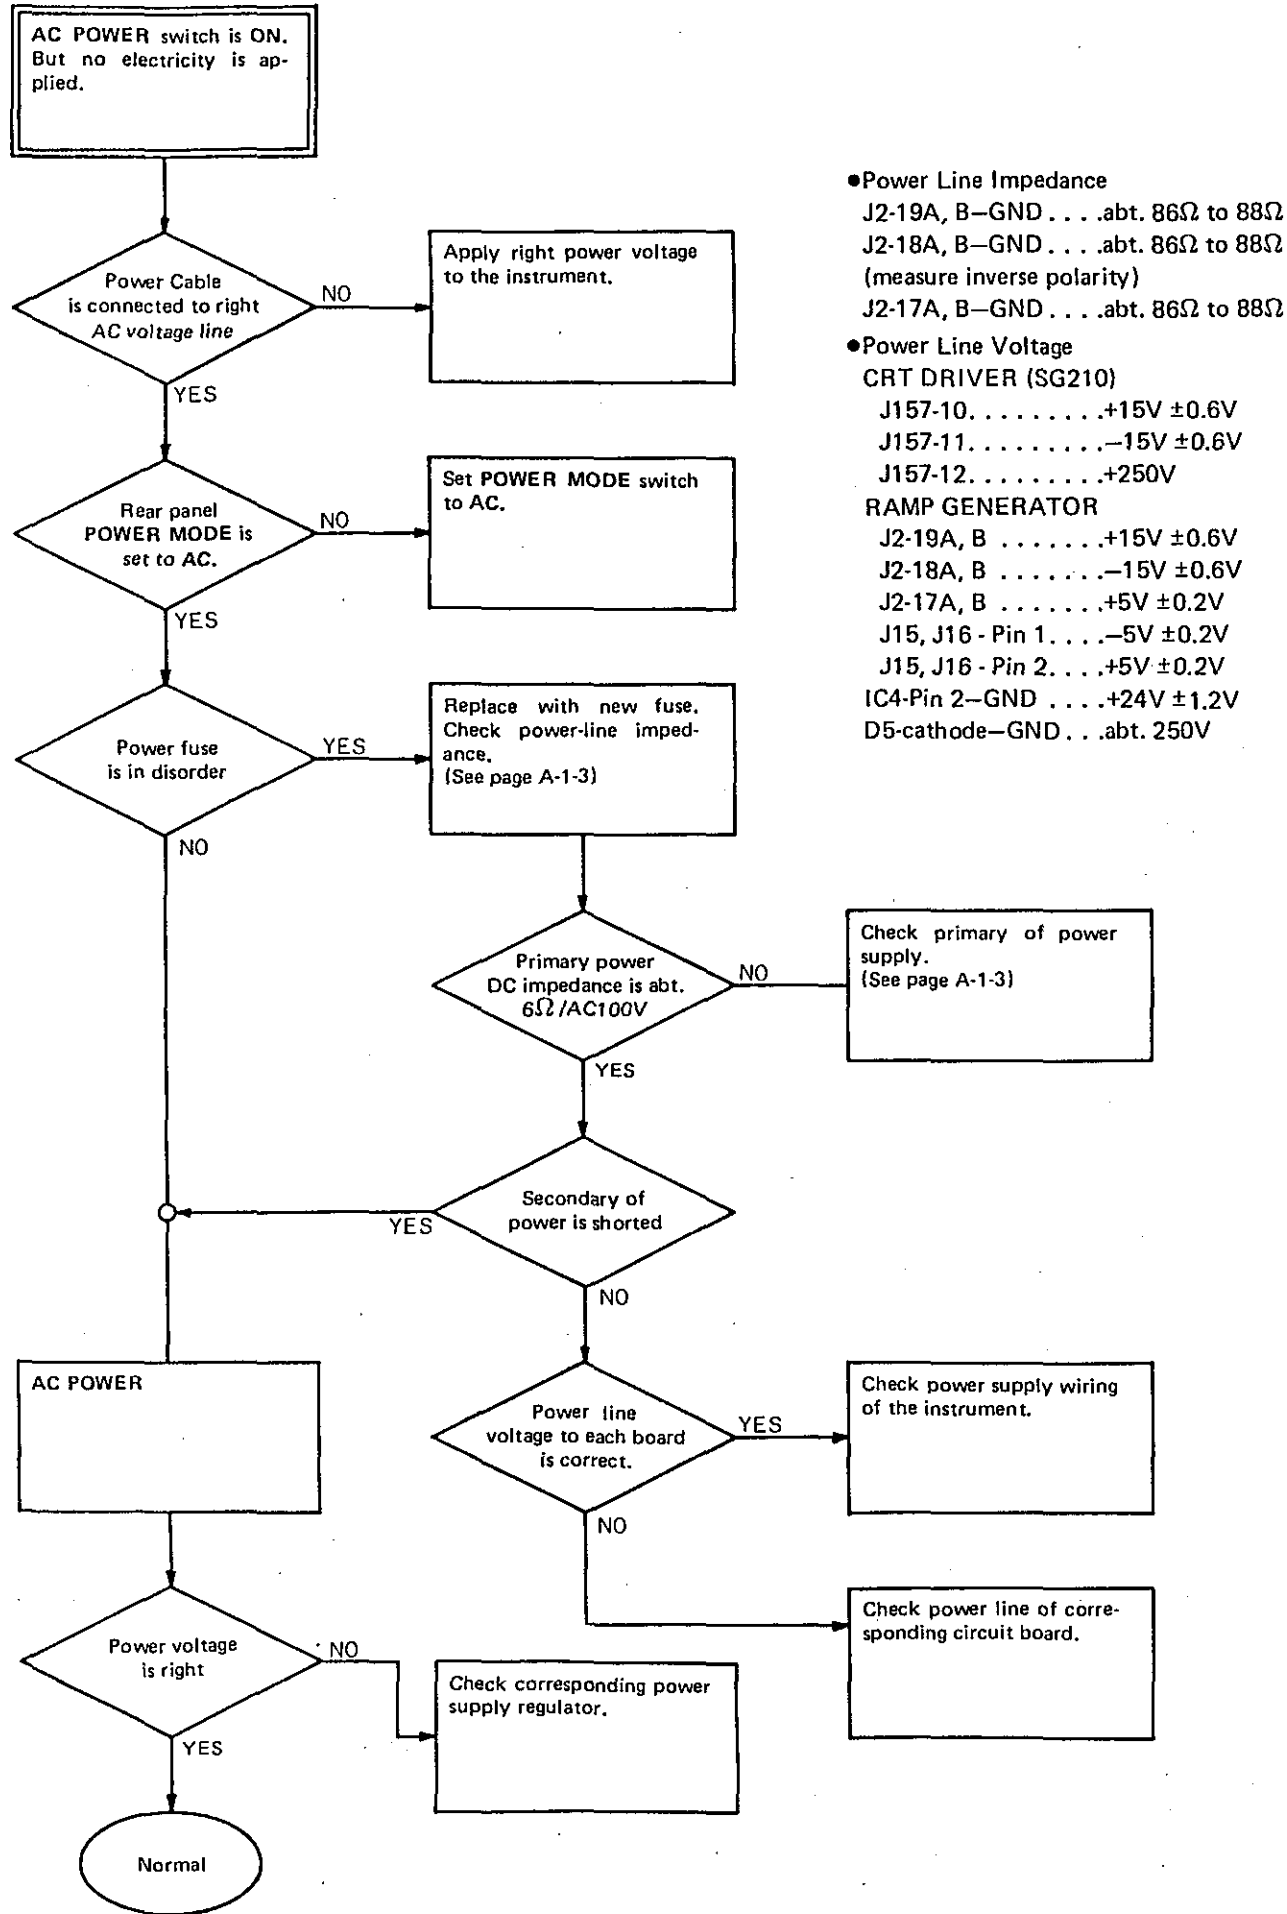 AC POWER switch is ON.
But no electricity is ap-
plied.
Power Cable
is connected to right
AC voltage line
NO
Apply right power voltage
to the instrument.
YES
Rear panel
POWER MODE is
set to AC.
NO
Set POWER MODE switch
to AC.
YES
Power fuse
is in disorder
YES
Replace with new fuse.
Check power-line imped-
ance.
(See page A-1-3)
NO
Primary power
DC impedance is abt.
6Ω/AC100V
NO
Check primary of power
supply.
(See page A-1-3)
YES
Secondary of
power is shorted
YES
NO
AC POWER
Power line
voltage to each board
is correct.
YES
Check power supply wiring
of the instrument.
NO
Check power line of corre-
sponding circuit board.
Power voltage
is right
NO
Check corresponding power
supply regulator.
YES
Normal
●Power Line Impedance
J2-19A, B–GND . . . .abt. 86Ω to 88Ω
J2-18A, B–GND . . . .abt. 86Ω to 88Ω
(measure inverse polarity)
J2-17A, B–GND . . . .abt. 86Ω to 88Ω
●Power Line Voltage
CRT DRIVER (SG210)
J157-10. . . . . . . . .+15V ±0.6V
J157-11. . . . . . . . .–15V ±0.6V
J157-12. . . . . . . . .+250V
RAMP GENERATOR
J2-19A, B . . . . . . .+15V ±0.6V
J2-18A, B . . . . . . .–15V ±0.6V
J2-17A, B . . . . . . .+5V ±0.2V
J15, J16 - Pin 1. . . .–5V ±0.2V
J15, J16 - Pin 2. . . .+5V ±0.2V
IC4-Pin 2–GND . . . .+24V ±1.2V
D5-cathode–GND . . .abt. 250V